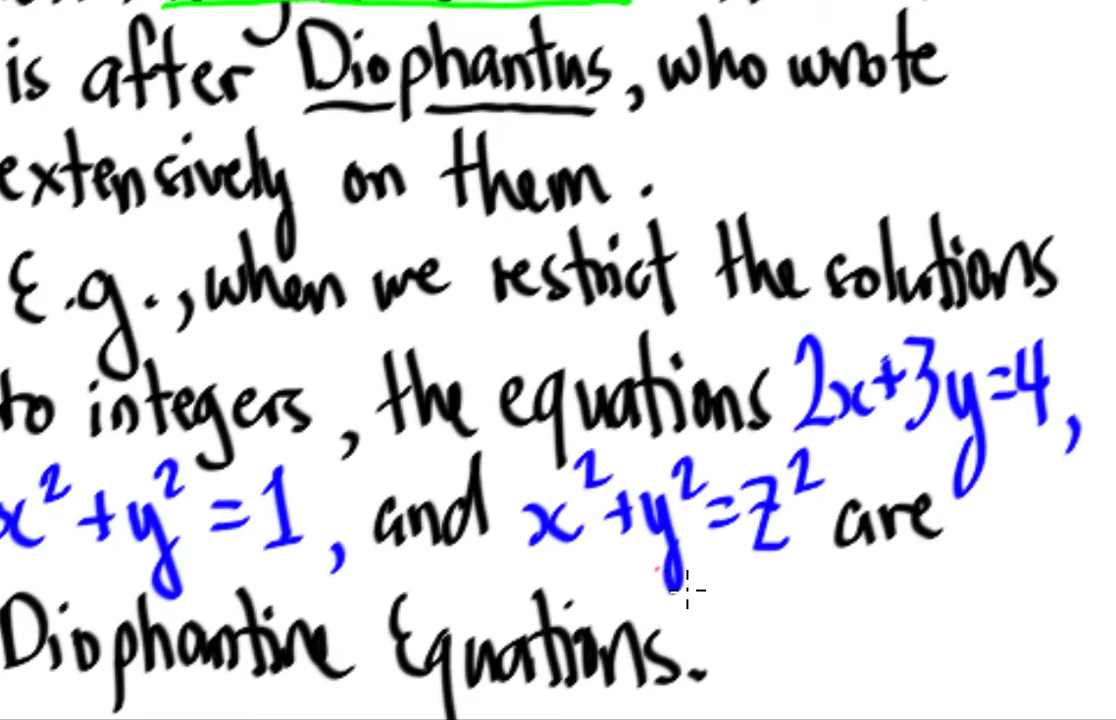 is after Diophantus, who wrote
extensively on them.
E.g., when we restrict the solutions
to integers, the equations 2x+3y=4,
x²+y²=1, and x²+y²=z² are
Diophantine Equations.